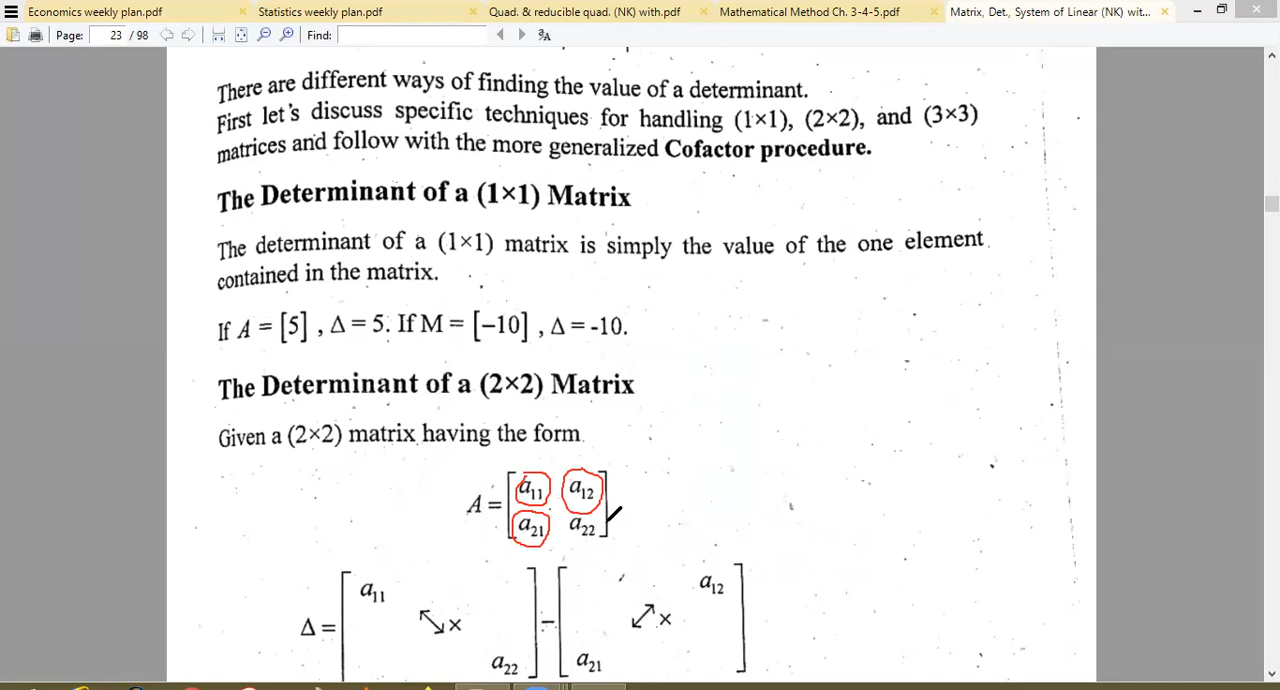 Economics weekly plan.pdf × Statistics weekly plan.pdf × Quad. & reducible quad. (NK) with.pdf × Mathematical Method Ch. 3-4-5.pdf × Matrix, Det., System of Linear (NK) wit... ×
Page: 23 / 98 Find:
There are different ways of finding the value of a determinant.
First let's discuss specific techniques for handling (1×1), (2×2), and (3×3)
matrices and follow with the more generalized Cofactor procedure.
The Determinant of a (1×1) Matrix
The determinant of a (1×1) matrix is simply the value of the one element
contained in the matrix.
If A = [5] , Δ = 5. If M = [−10] , Δ = -10.
The Determinant of a (2×2) Matrix
Given a (2×2) matrix having the form
a₁₁ a₁₂
A =
a₂₁ a₂₂
a₁₁ a₁₂
Δ = × − ×
a₂₂ a₂₁